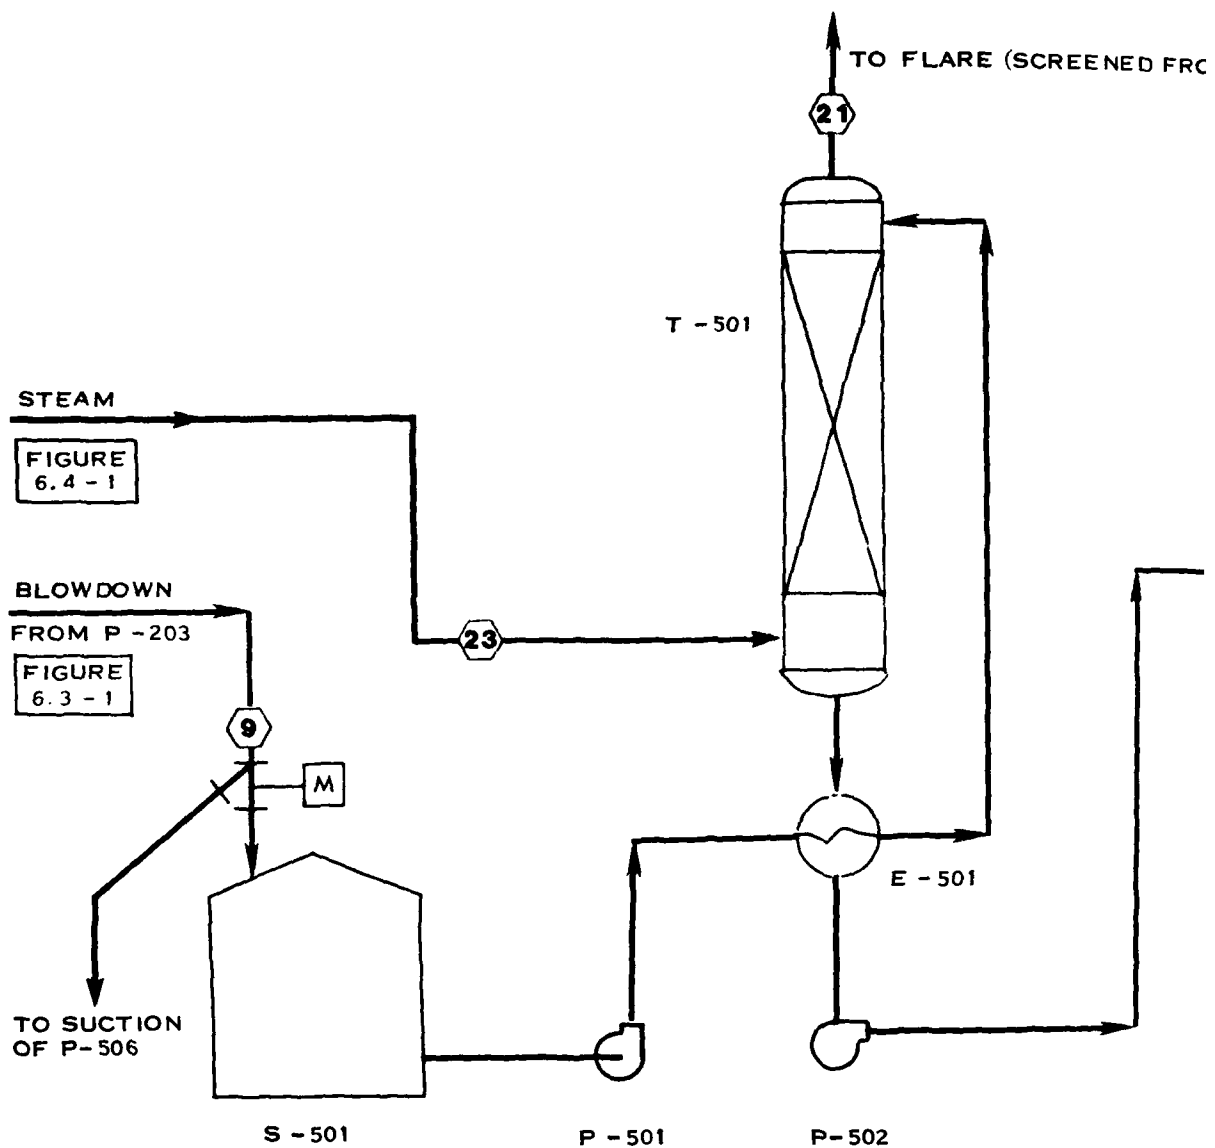 TO FLARE (SCREENED FRO
21
T-501
STEAM
FIGURE
6.4-1
BLOWDOWN
FROM P-203
FIGURE
6.3-1
23
9
M
E-501
TO SUCTION
OF P-506
S-501
P-501
P-502